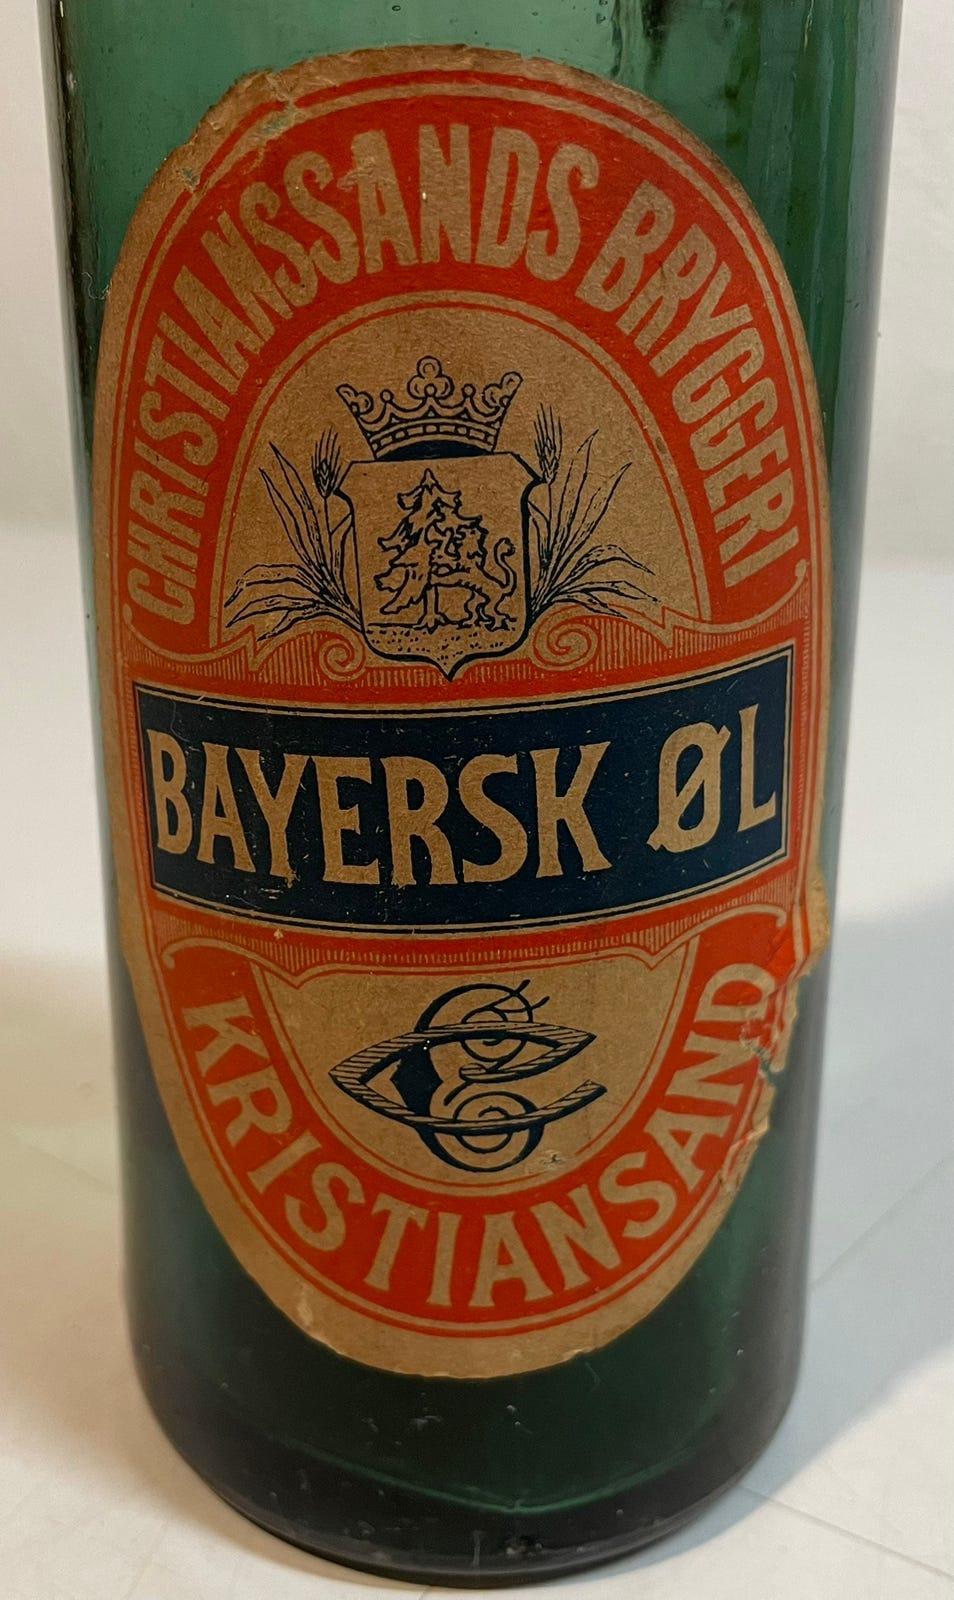 CHRISTIANSSANDS BRYGGERI
BAYERSK ØL
KRISTIANSAND